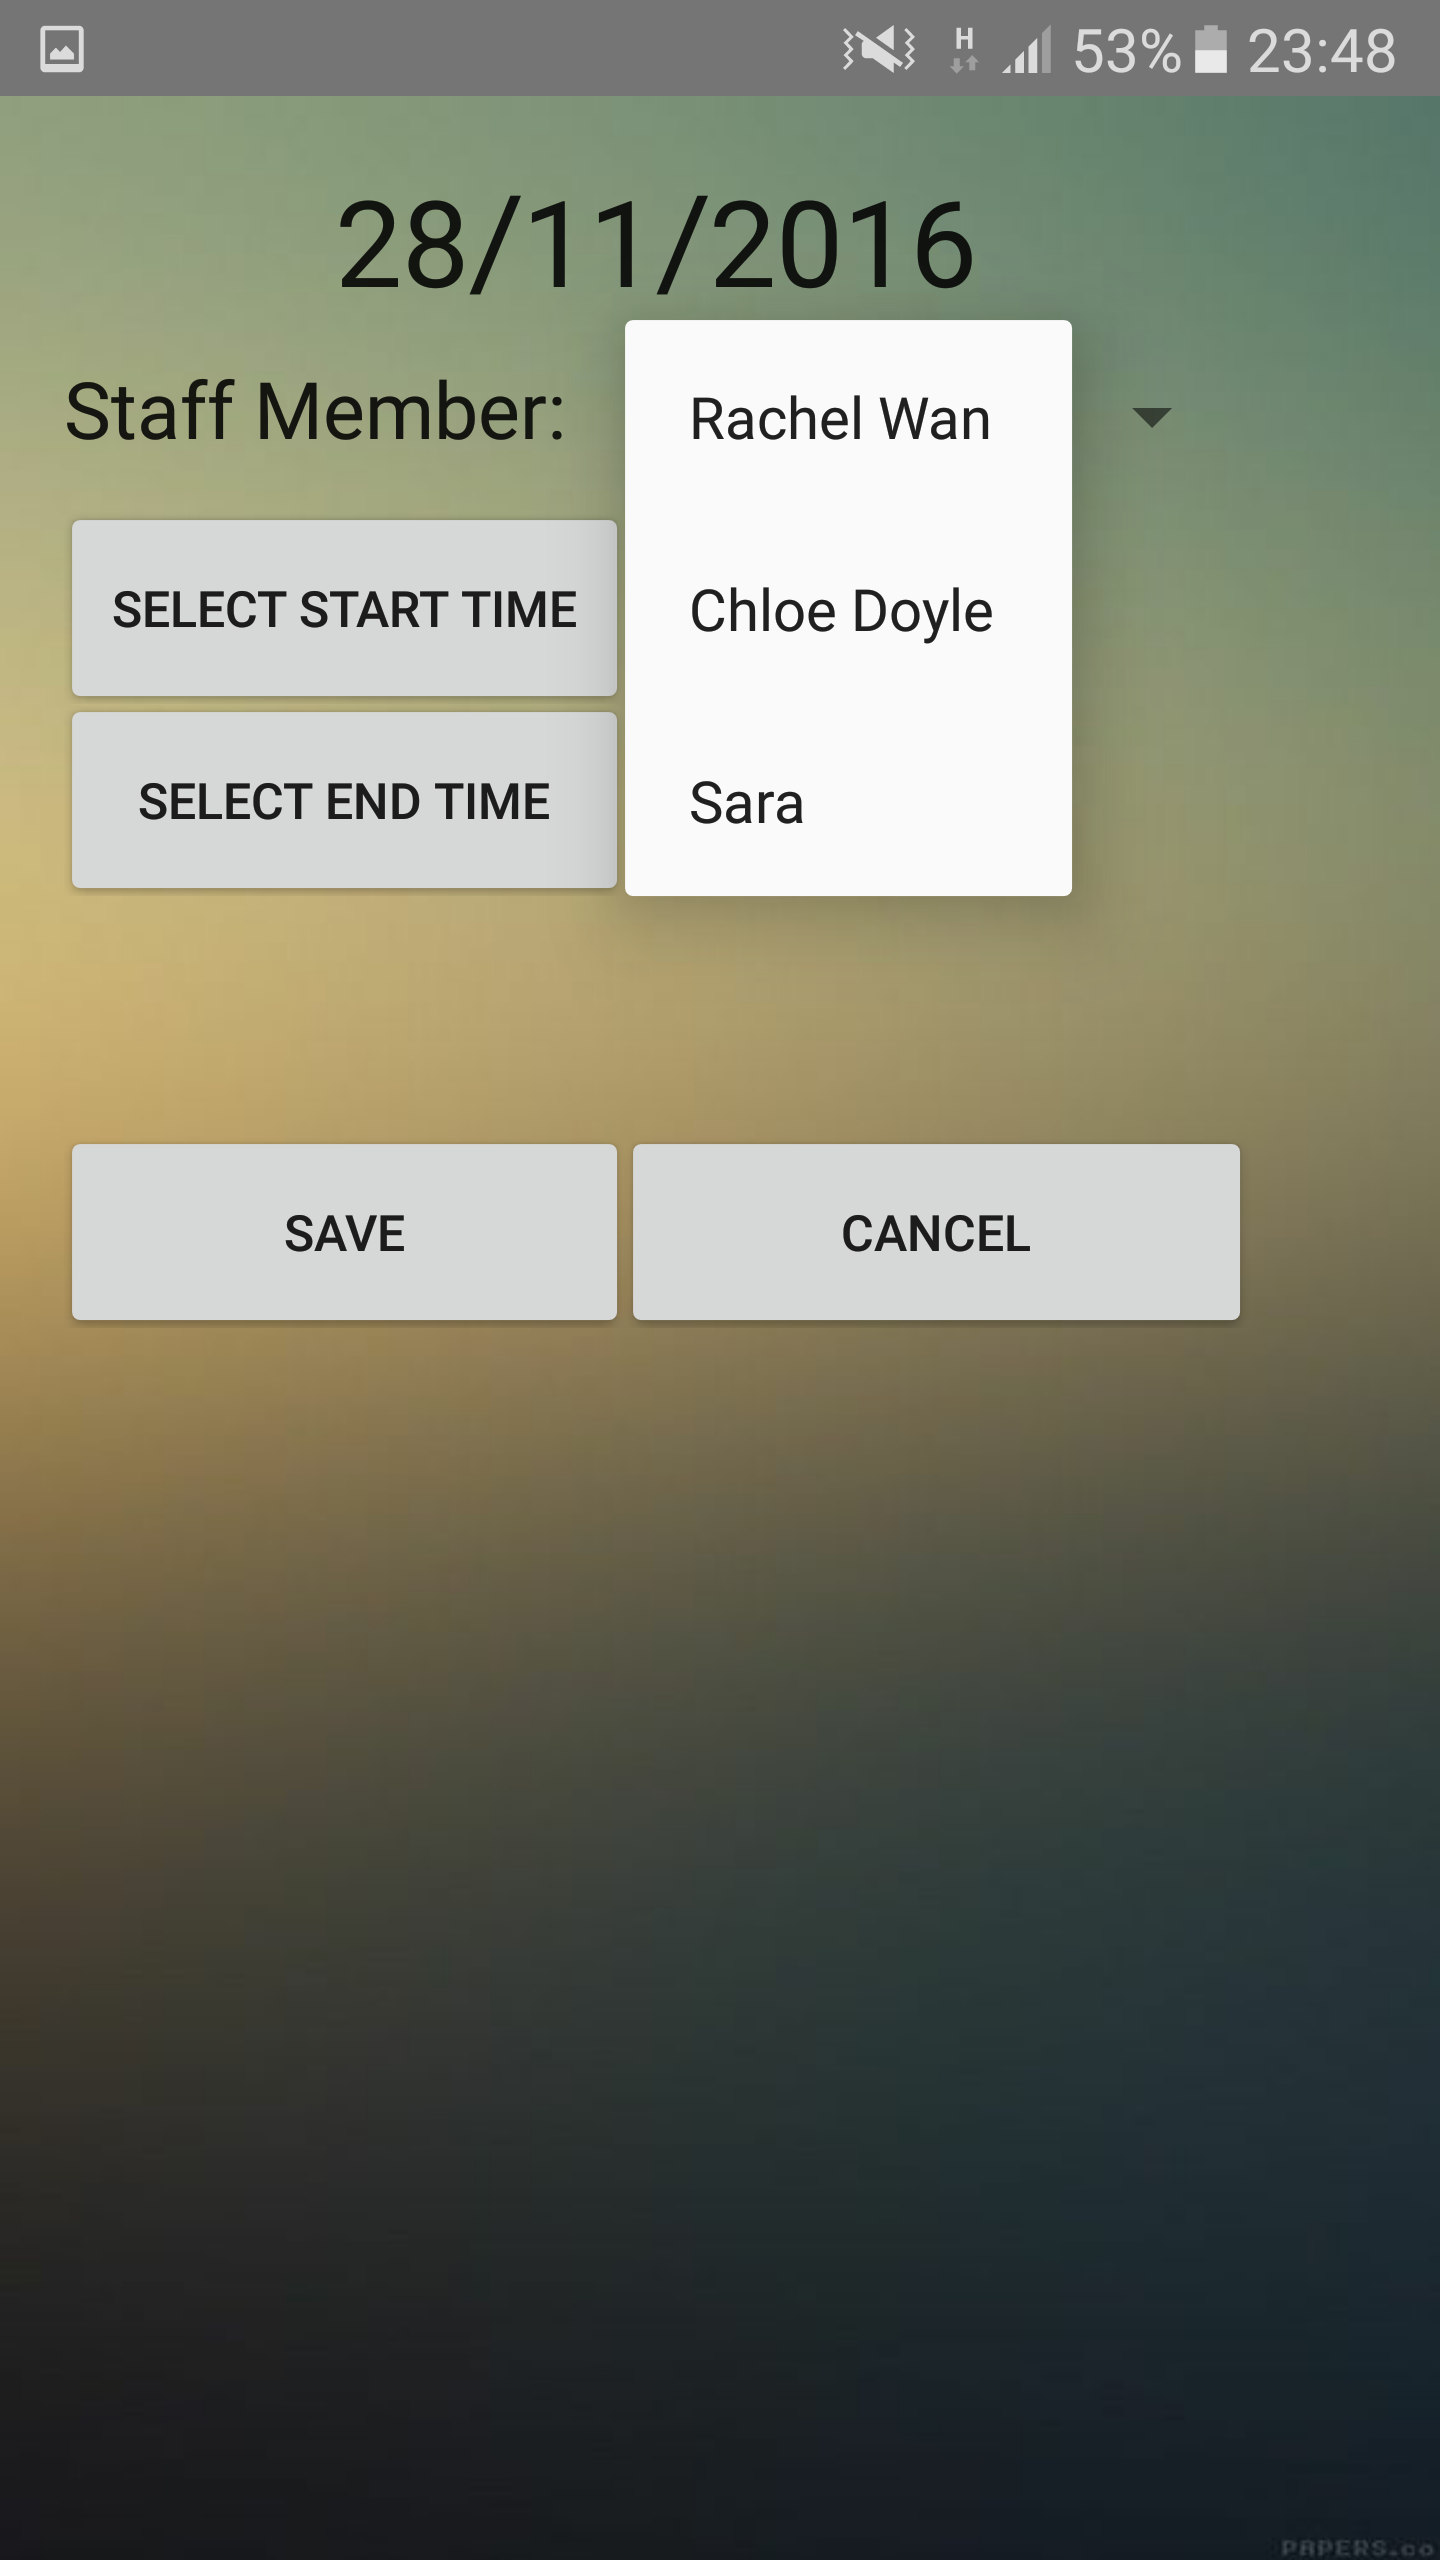 H 53% 23:48
28/11/2016
Staff Member:
Rachel Wan
SELECT START TIME
Chloe Doyle
SELECT END TIME
Sara
SAVE
CANCEL
PAPERS.co